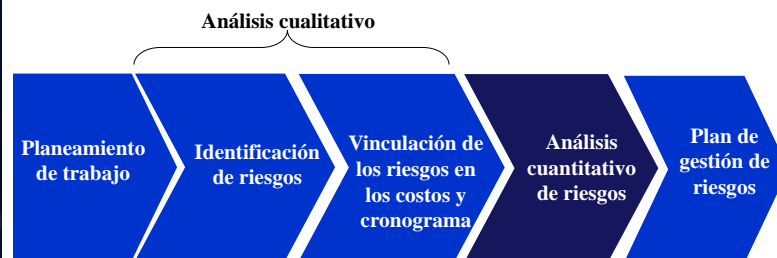 Análisis cualitativo
Planeamiento
de trabajo
Identificación
de riesgos
Vinculación de
los riesgos en
los costos y
cronograma
Análisis
cuantitativo
de riesgos
Plan de
gestión de
riesgos